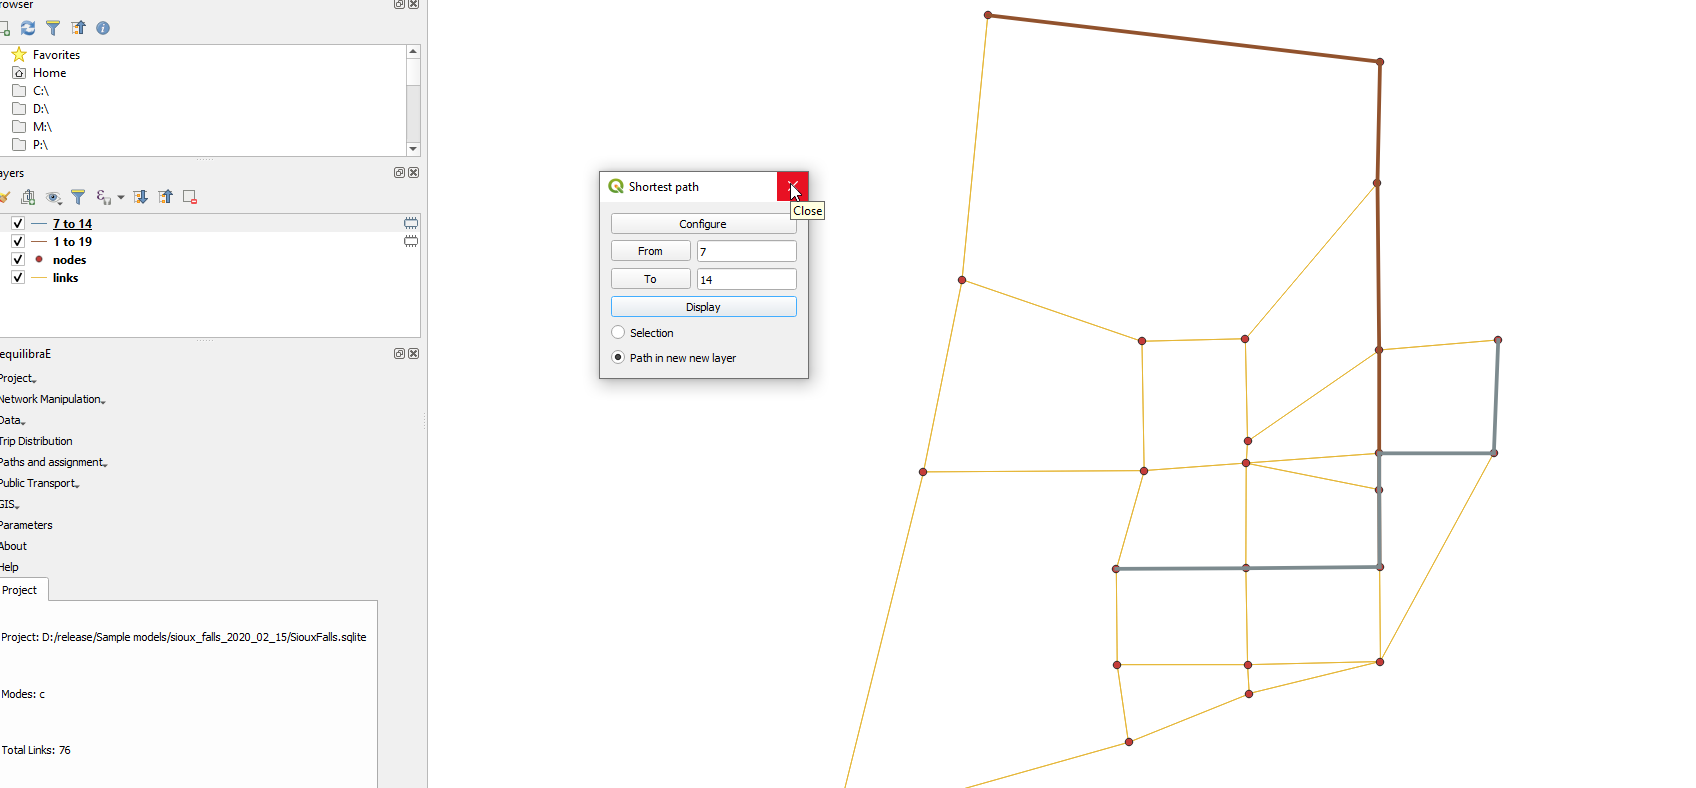 rowser
Favorites
Home
C:\
D:\
M:\
P:\
ayers
7 to 14
1 to 19
nodes
links
equilibraE
Project
Network Manipulation
Data
Trip Distribution
Paths and assignment
Public Transport
GIS
Parameters
About
Help
Project
Project: D:/release/Sample models/sioux_falls_2020_02_15/SiouxFalls.sqlite
Modes: c
Total Links: 76
Shortest path
Close
Configure
From 7
To 14
Display
Selection
Path in new new layer